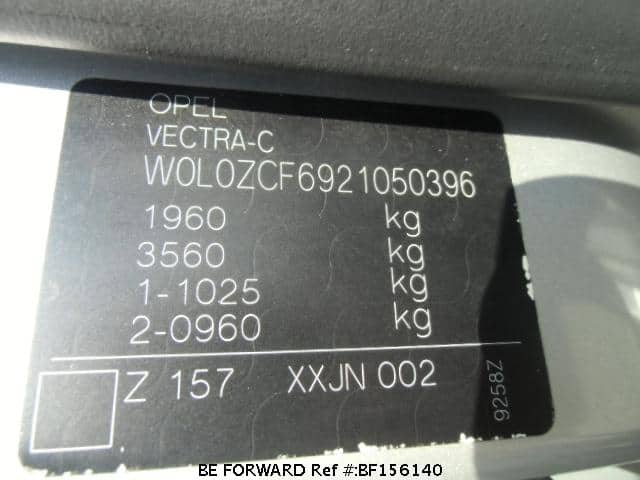 OPEL
VECTRA-C
W0L0ZCF6921050396
1960 kg
3560 kg
1-1025 kg
2-0960 kg
Z 157 XXJN 002
9258Z
BE FORWARD Ref #:BF156140